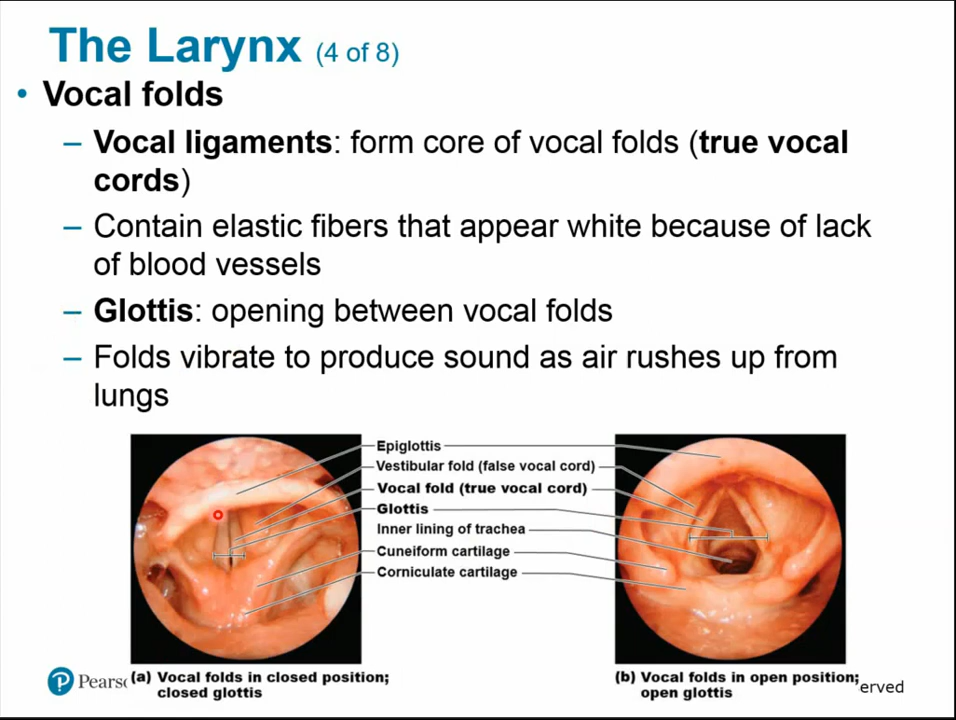 The Larynx (4 of 8)
• Vocal folds
– Vocal ligaments: form core of vocal folds (true vocal
cords)
– Contain elastic fibers that appear white because of lack
of blood vessels
– Glottis: opening between vocal folds
– Folds vibrate to produce sound as air rushes up from
lungs
Epiglottis
Vestibular fold (false vocal cord)
Vocal fold (true vocal cord)
Glottis
Inner lining of trachea
Cuneiform cartilage
Corniculate cartilage
(a) Vocal folds in closed position;
closed glottis
(b) Vocal folds in open position;
open glottis
P